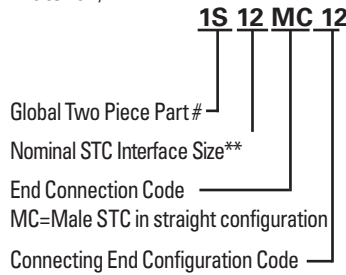 1S 12 MC 12
Global Two Piece Part #
Nominal STC Interface Size**
End Connection Code
MC=Male STC in straight configuration
Connecting End Configuration Code